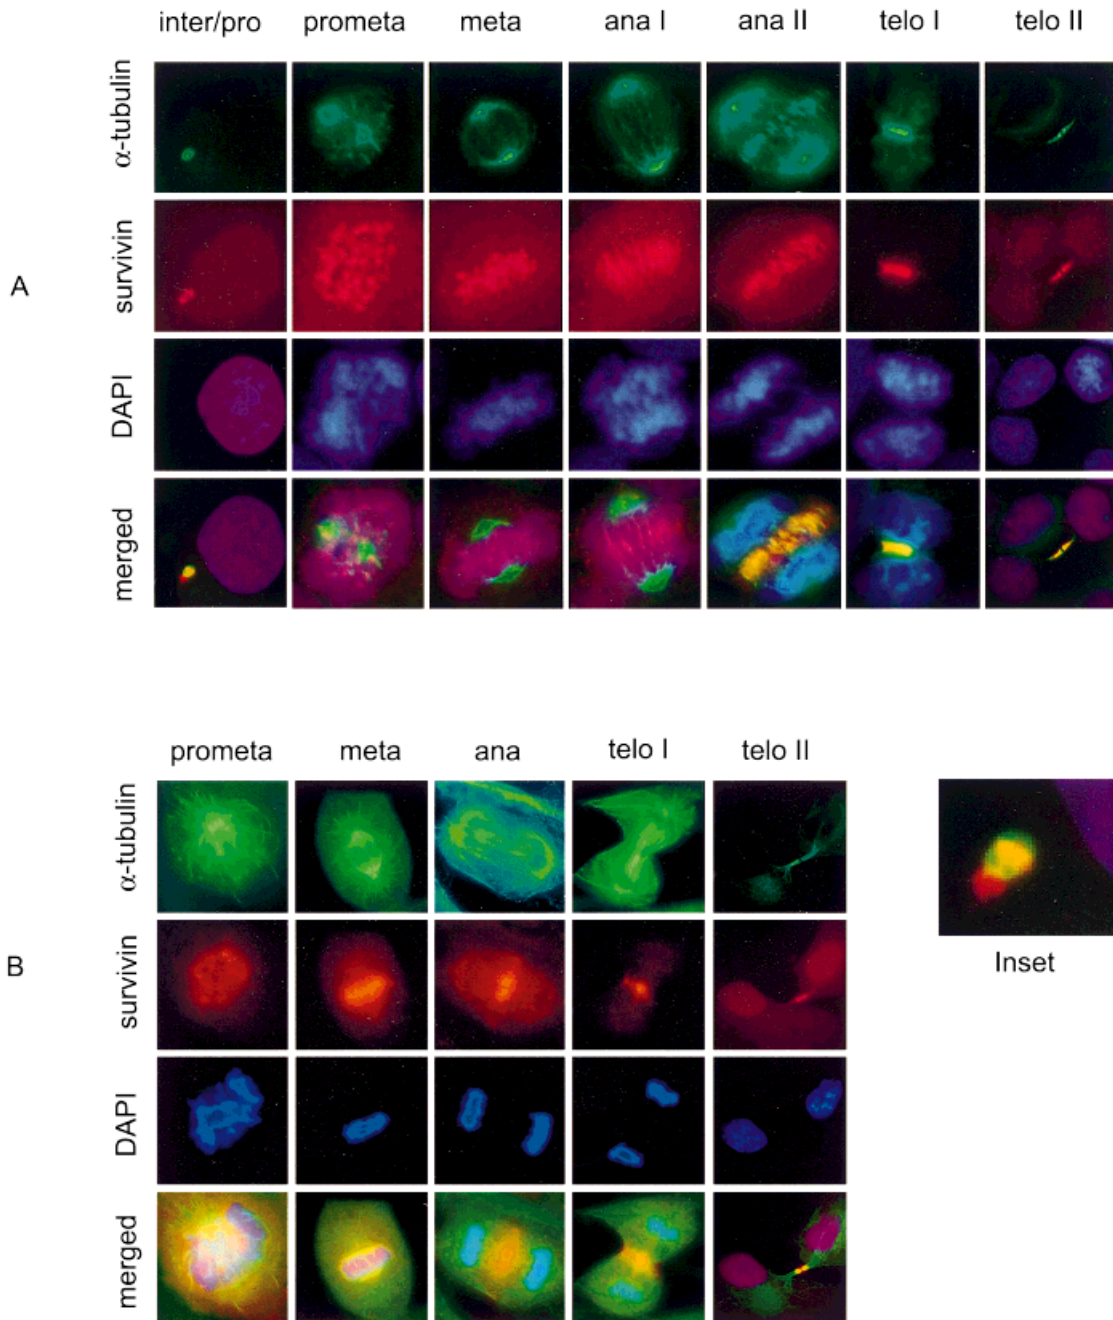 inter/pro prometa meta ana I ana II telo I telo II
α-tubulin
survivin
A
DAPI
merged
prometa meta ana telo I telo II
α-tubulin
survivin
B
Inset
DAPI
merged